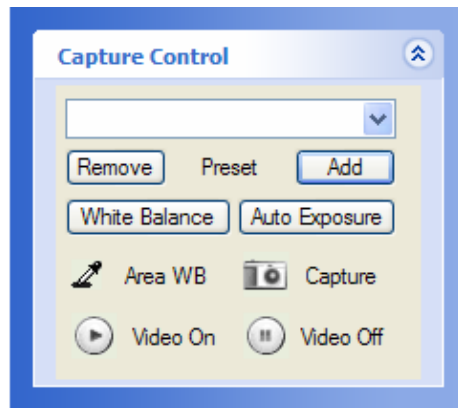 Capture Control
Remove Preset Add
White Balance Auto Exposure
Area WB Capture
Video On Video Off